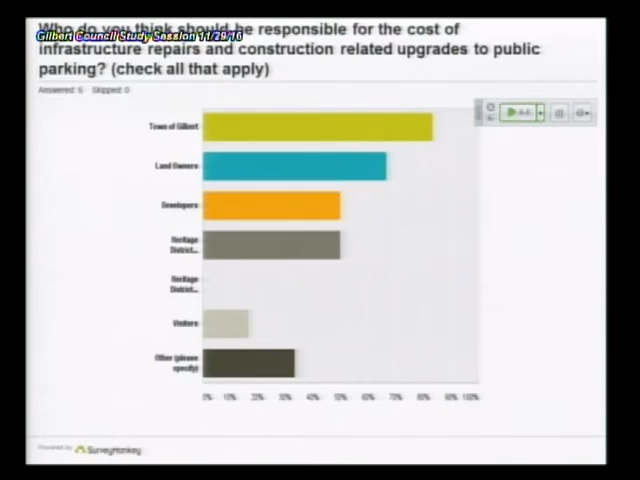 Who do you think should be responsible for the cost of
Gilbert Council Study Session 11/29/16
infrastructure repairs and construction related upgrades to public
parking? (check all that apply)
Answered: 6 Skipped: 0
Town of Gilbert
Land Owners
Developers
Heritage
District...
Heritage
District...
Visitors
Other (please
specify)
0% 10% 20% 30% 40% 50% 60% 70% 80% 90% 100%
Powered by SurveyMonkey